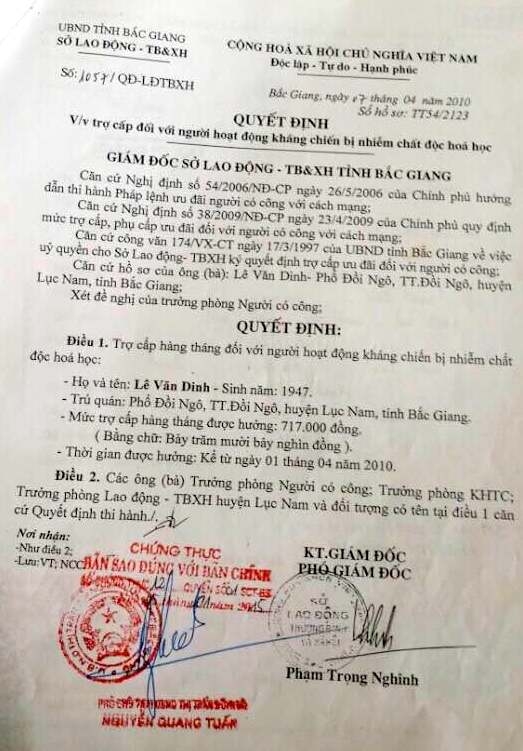 UBND TỈNH BẮC GIANG
SỞ LAO ĐỘNG - TB&XH
CỘNG HOÀ XÃ HỘI CHỦ NGHĨA VIỆT NAM
Độc lập - Tự do - Hạnh phúc
Số: 1057/ QĐ-LĐTBXH
Bắc Giang, ngày 07 tháng 04 năm 2010
Số hồ sơ: TT54/2123
QUYẾT ĐỊNH
V/v trợ cấp đối với người hoạt động kháng chiến bị nhiễm chất độc hoá học
GIÁM ĐỐC SỞ LAO ĐỘNG - TB&XH TỈNH BẮC GIANG
Căn cứ Nghị định số 54/2006/NĐ-CP ngày 26/5/2006 của Chính phủ hướng
dẫn thi hành Pháp lệnh ưu đãi người có công với cách mạng;
Căn cứ Nghị định số 38/2009/NĐ-CP ngày 23/4/2009 của Chính phủ quy định
mức trợ cấp, phụ cấp ưu đãi đối với người có công với cách mạng;
Căn cứ công văn 174/VX-CT ngày 17/3/1997 của UBND tỉnh Bắc Giang về việc
uỷ quyền cho Sở Lao động- TBXH ký quyết định trợ cấp ưu đãi đối với người có công;
Căn cứ hồ sơ của ông (bà): Lê Văn Dinh- Phố Đồi Ngô, TT.Đồi Ngô, huyện
Lục Nam, tỉnh Bắc Giang;
Xét đề nghị của trưởng phòng Người có công;
QUYẾT ĐỊNH:
Điều 1. Trợ cấp hàng tháng đối với người hoạt động kháng chiến bị nhiễm chất
độc hoá học:
- Họ và tên: Lê Văn Dinh - Sinh năm: 1947.
- Trú quán: Phố Đồi Ngô, TT.Đồi Ngô, huyện Lục Nam, tỉnh Bắc Giang.
- Mức trợ cấp hàng tháng được hưởng: 717.000 đồng.
( Bằng chữ: Bảy trăm mười bảy nghìn đồng ).
- Thời gian được hưởng: Kể từ ngày 01 tháng 04 năm 2010.
Điều 2. Các ông (bà) Trưởng phòng Người có công; Trưởng phòng KHTC;
Trưởng phòng Lao động - TBXH huyện Lục Nam và đối tượng có tên tại điều 1 căn
cứ Quyết định thi hành./.
Nơi nhận:
-Như điều 2;
-Lưu:VT; NCC
CHỨNG THỰC
BẢN SAO ĐÚNG VỚI BẢN CHÍNH
QUYỂN SỐ SCT-BS
KT.GIÁM ĐỐC
PHÓ GIÁM ĐỐC
SỞ
LAO ĐỘNG
THƯƠNG BINH
Phạm Trọng Nghinh
NGUYỄN QUANG TUẤN